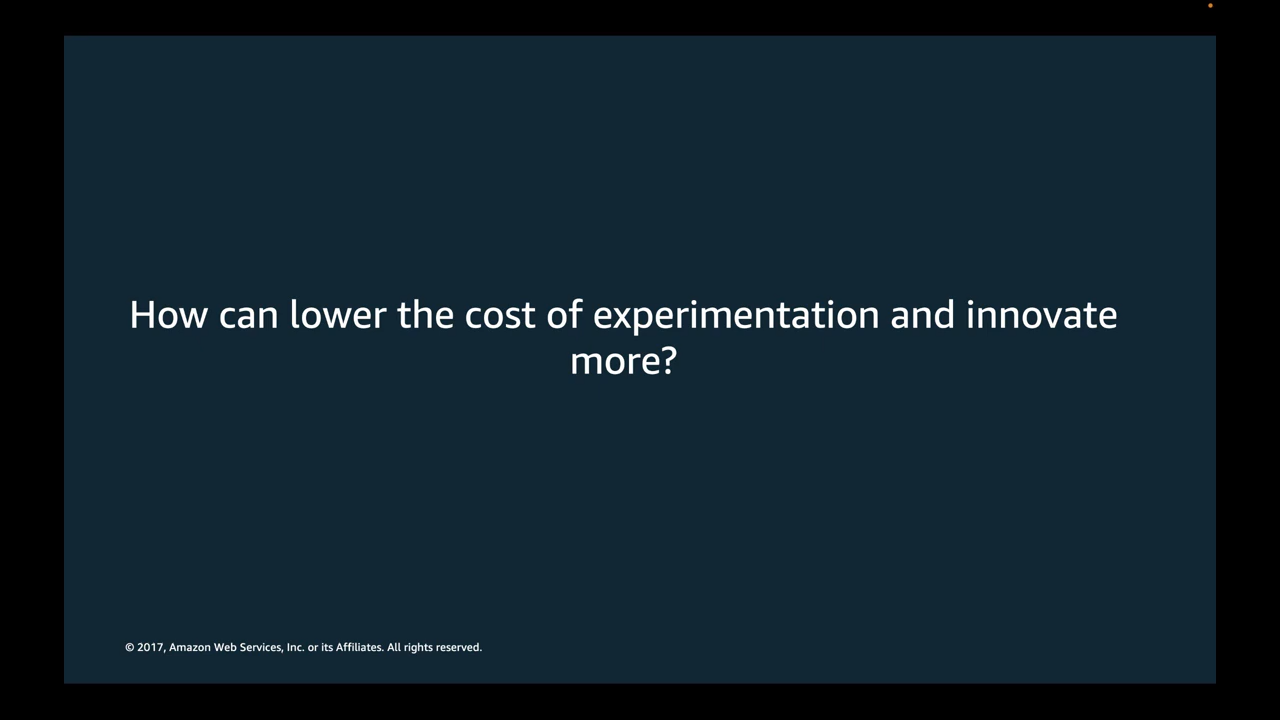 How can lower the cost of experimentation and innovate
more?
© 2017, Amazon Web Services, Inc. or its Affiliates. All rights reserved.